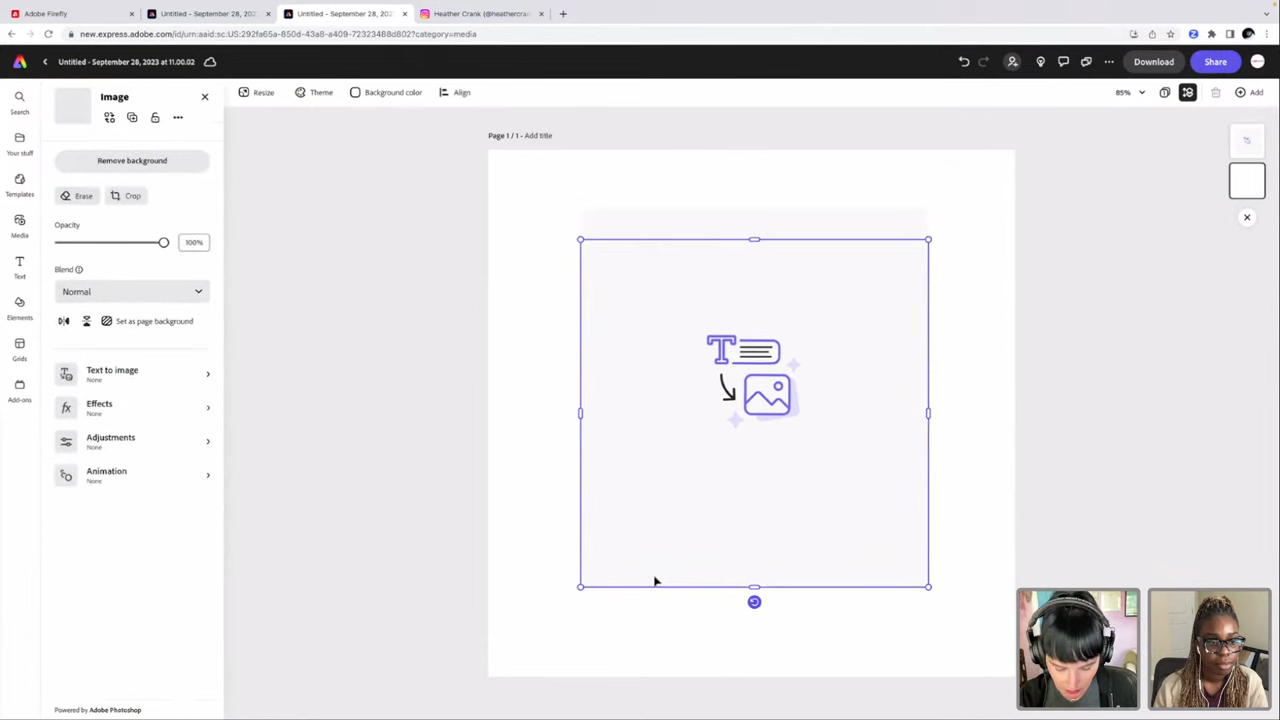 Adobe Firefly
Untitled - September 28, 202
Untitled - September 28, 202
Heather Crank (@heathercran
new.express.adobe.com/id/urn:aaid:sc:US:292fa65a-850d-43a8-a409-72323488d802?category=media
Untitled - September 28, 2023 at 11.00.02
Download
Share
Search
Your stuff
Templates
Media
Text
Elements
Grids
Add-ons
Image
Remove background
Erase
Crop
Opacity
100%
Blend
Normal
Set as page background
Text to image
None
Effects
None
Adjustments
None
Animation
None
Powered by Adobe Photoshop
Resize
Theme
Background color
Align
85%
Add
Page 1 / 1 - Add title
T